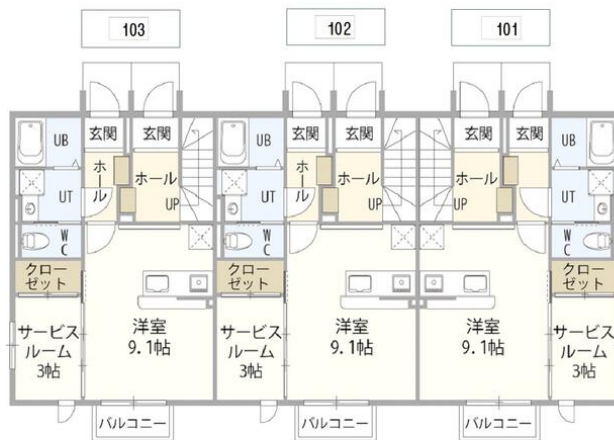 103
102
101
UB
玄関
玄関
UB
玄関
玄関
玄関
玄関
UB
UT
ホール
ホール
UP
UT
ホール
ホール
UP
UP
ホール
UT
WC
WC
WC
クロー
ゼット
クロー
ゼット
クロー
ゼット
サービス
ルーム
3帖
洋室
9.1帖
サービス
ルーム
3帖
洋室
9.1帖
洋室
9.1帖
サービス
ルーム
3帖
バルコニー
バルコニー
バルコニー